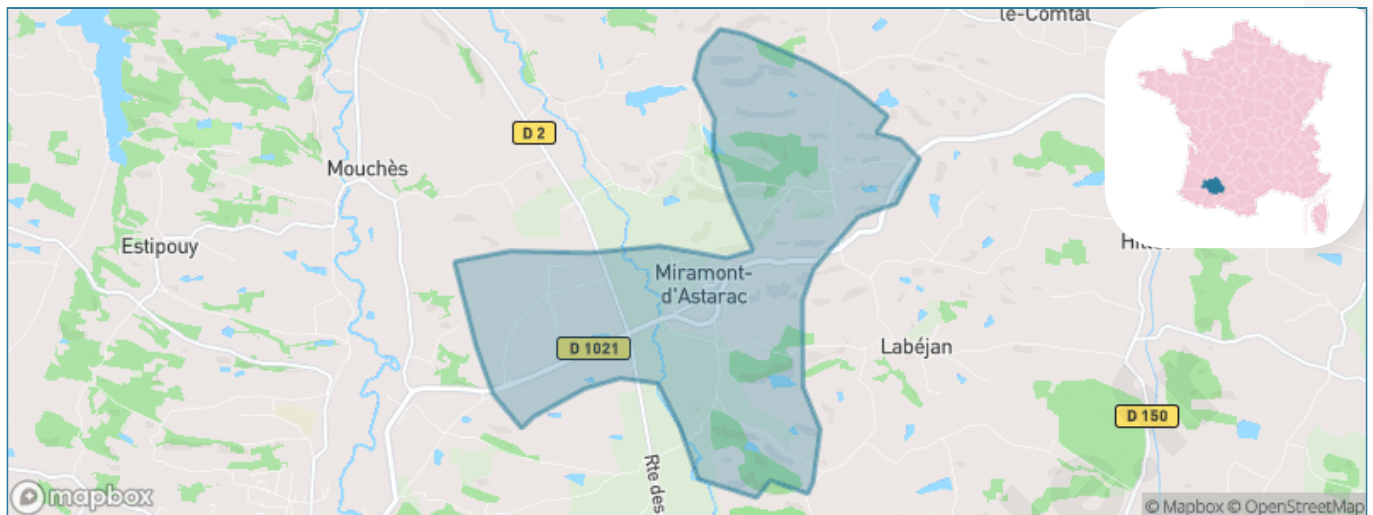 le-Comtal
D 2
Mouchès
Estipouy
Miramont-
d'Astarac
D 1021
Labéjan
D 150
Rte des
mapbox
© Mapbox © OpenStreetMap